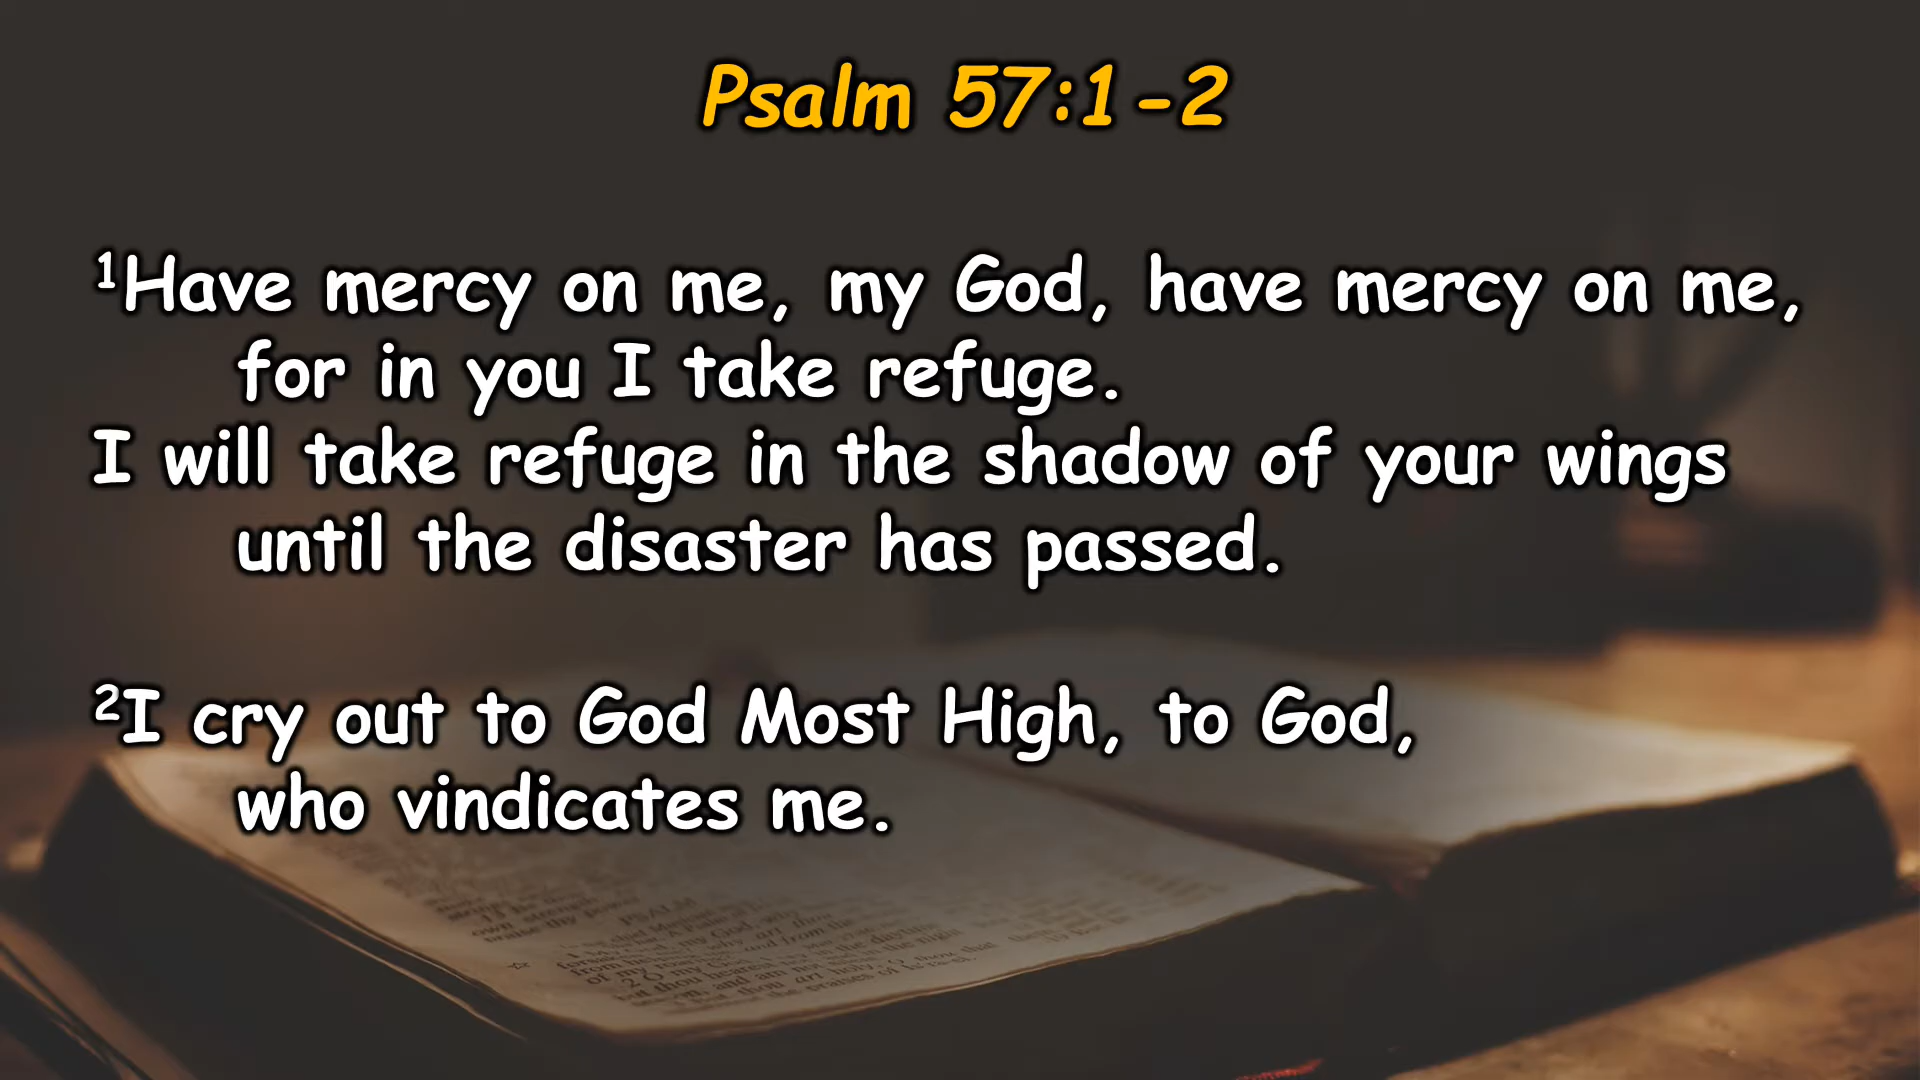 Psalm 57:1-2
¹Have mercy on me, my God, have mercy on me,
for in you I take refuge.
I will take refuge in the shadow of your wings
until the disaster has passed.
²I cry out to God Most High, to God,
who vindicates me.
PSALM